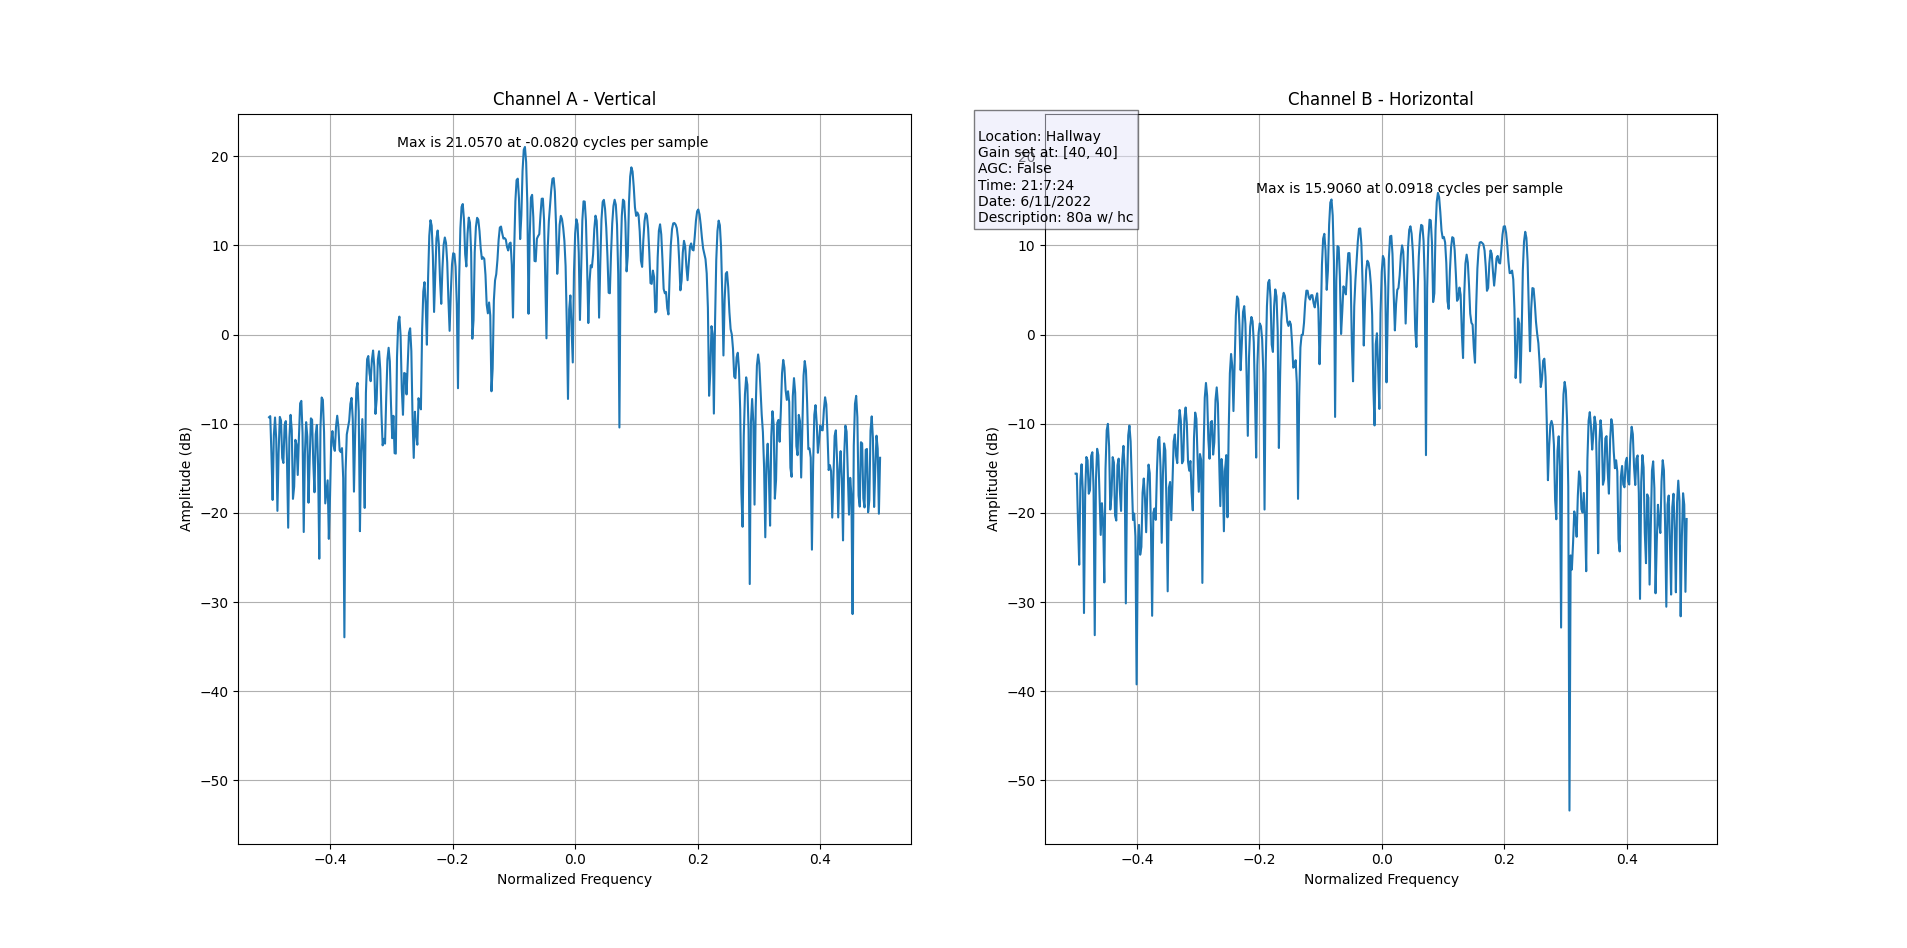 Channel A - Vertical
Max is 21.0570 at -0.0820 cycles per sample
20
10
0
−10
−20
−30
−40
−50
Amplitude (dB)
−0.4
−0.2
0.0
0.2
0.4
Normalized Frequency
Channel B - Horizontal
Location: Hallway
Gain set at: [40, 40]
AGC: False
Time: 21:7:24
Date: 6/11/2022
Description: 80a w/ hc
Max is 15.9060 at 0.0918 cycles per sample
20
10
0
−10
−20
−30
−40
−50
Amplitude (dB)
−0.4
−0.2
0.0
0.2
0.4
Normalized Frequency